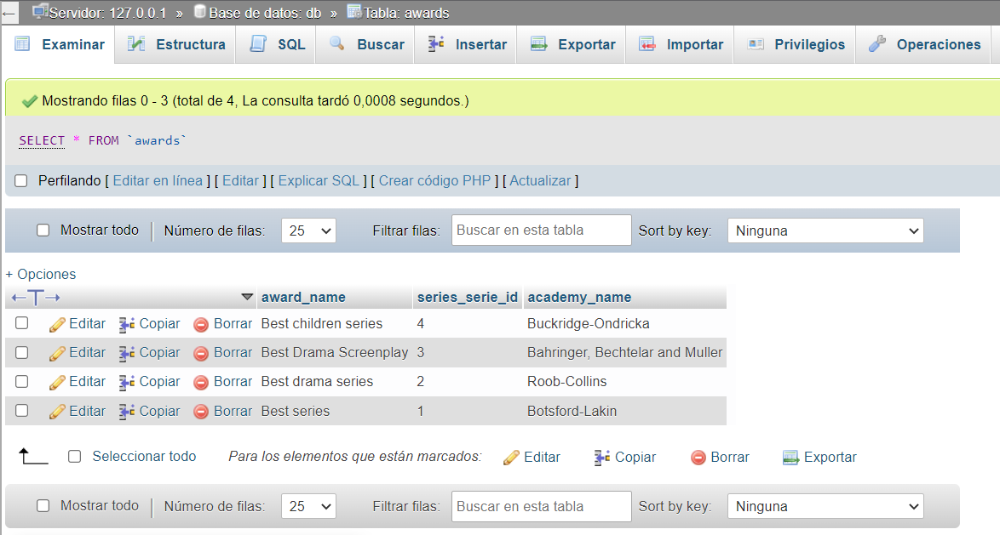 Servidor: 127.0.0.1 » Base de datos: db » Tabla: awards
Examinar Estructura SQL Buscar Insertar Exportar Importar Privilegios Operaciones
Mostrando filas 0 - 3 (total de 4, La consulta tardó 0,0008 segundos.)
SELECT * FROM `awards`
Perfilando [ Editar en línea ] [ Editar ] [ Explicar SQL ] [ Crear código PHP ] [ Actualizar ]
Mostrar todo | Número de filas: 25 Filtrar filas: Buscar en esta tabla Sort by key: Ninguna
+ Opciones
←T→ award_name series_serie_id academy_name
Editar Copiar Borrar Best children series 4 Buckridge-Ondricka
Editar Copiar Borrar Best Drama Screenplay 3 Bahringer, Bechtelar and Muller
Editar Copiar Borrar Best drama series 2 Roob-Collins
Editar Copiar Borrar Best series 1 Botsford-Lakin
Seleccionar todo Para los elementos que están marcados: Editar Copiar Borrar Exportar
Mostrar todo | Número de filas: 25 Filtrar filas: Buscar en esta tabla Sort by key: Ninguna